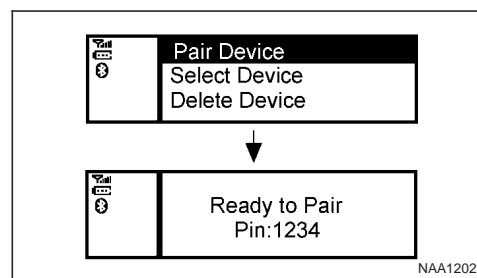 Pair Device
Select Device
Delete Device
Ready to Pair
Pin:1234
NAA1202